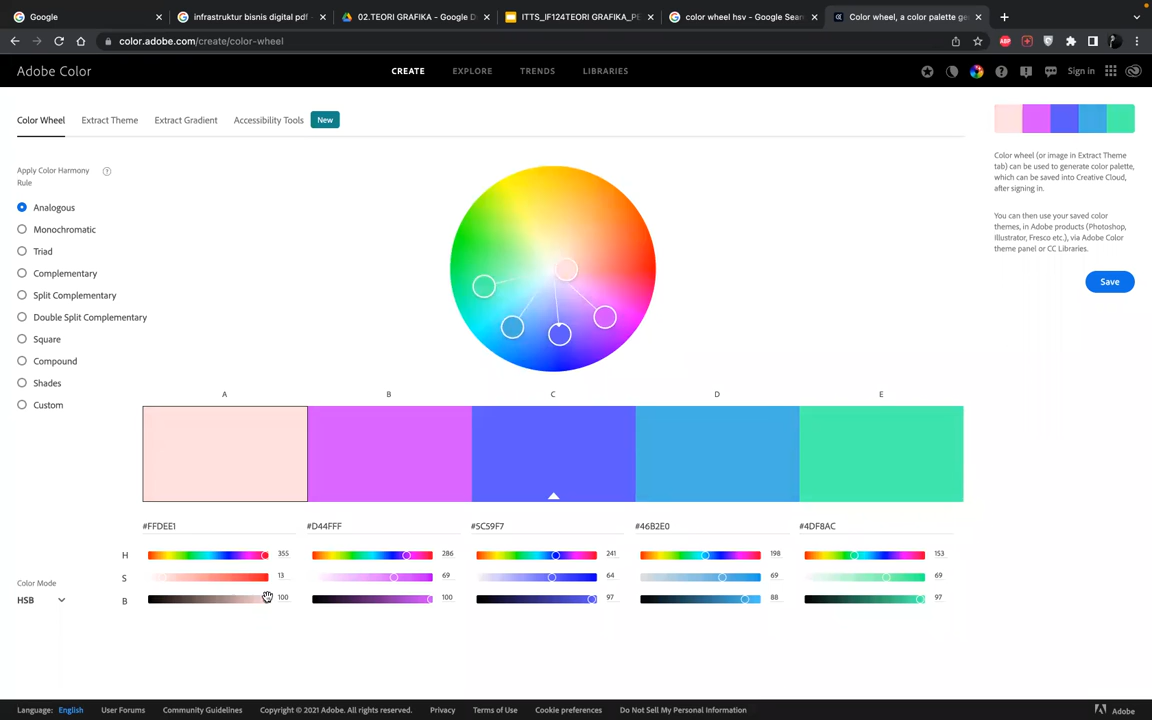 Google
infrastruktur bisnis digital pdf -
02.TEORI GRAFIKA - Google D
ITTS_IF124TEORI GRAFIKA_PE
color wheel hsv - Google Sear
Color wheel, a color palette ge
color.adobe.com/create/color-wheel
Adobe Color
CREATE
EXPLORE
TRENDS
LIBRARIES
Sign in
Color Wheel
Extract Theme
Extract Gradient
Accessibility Tools
New
Apply Color Harmony
Rule
Analogous
Monochromatic
Triad
Complementary
Split Complementary
Double Split Complementary
Square
Compound
Shades
Custom
Color wheel (or image in Extract Theme
tab) can be used to generate color palette,
which can be saved into Creative Cloud,
after signing in.
You can then use your saved color
themes, in Adobe products (Photoshop,
Illustrator, Fresco etc.), via Adobe Color
theme panel or CC Libraries.
Save
A B C D E
#FFDEE1 #D44FFF #5C59F7 #46B2E0 #4DF8AC
H 355 286 241 198 153
S 13 69 64 69 69
B 100 100 97 88 97
Color Mode
HSB
Language: English User Forums Community Guidelines Copyright © 2021 Adobe. All rights reserved. Privacy Terms of Use Cookie preferences Do Not Sell My Personal Information Adobe